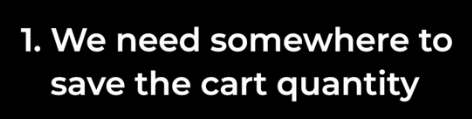 1. We need somewhere to
save the cart quantity